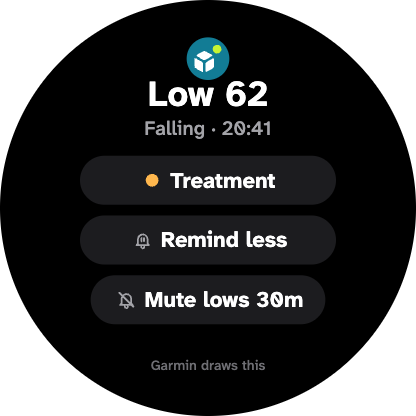 Low 62
Falling · 20:41
Treatment
Remind less
Mute lows 30m
Garmin draws this